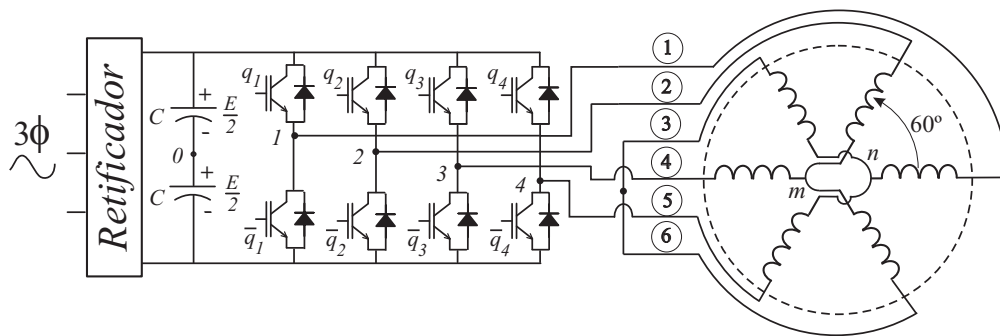 3ϕ
Retificador
C
+
-
E/2
0
C
+
-
E/2
q1
q2
q3
q4
1
2
3
4
q̅1
q̅2
q̅3
q̅4
①
②
③
④
⑤
⑥
60º
n
m